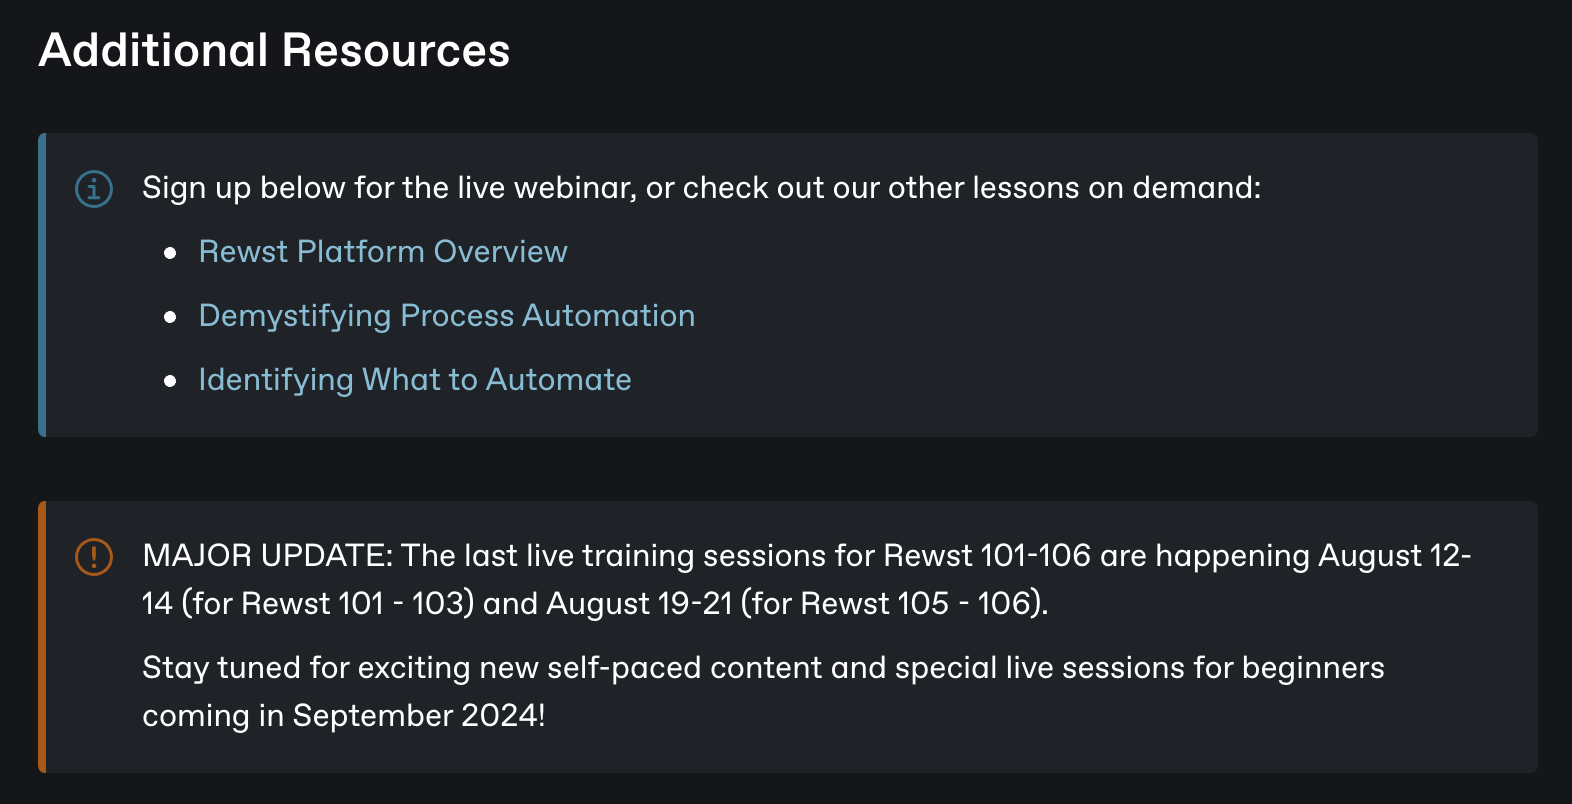 Additional Resources
Sign up below for the live webinar, or check out our other lessons on demand:
• Rewst Platform Overview
• Demystifying Process Automation
• Identifying What to Automate
MAJOR UPDATE: The last live training sessions for Rewst 101-106 are happening August 12-
14 (for Rewst 101 - 103) and August 19-21 (for Rewst 105 - 106).
Stay tuned for exciting new self-paced content and special live sessions for beginners
coming in September 2024!